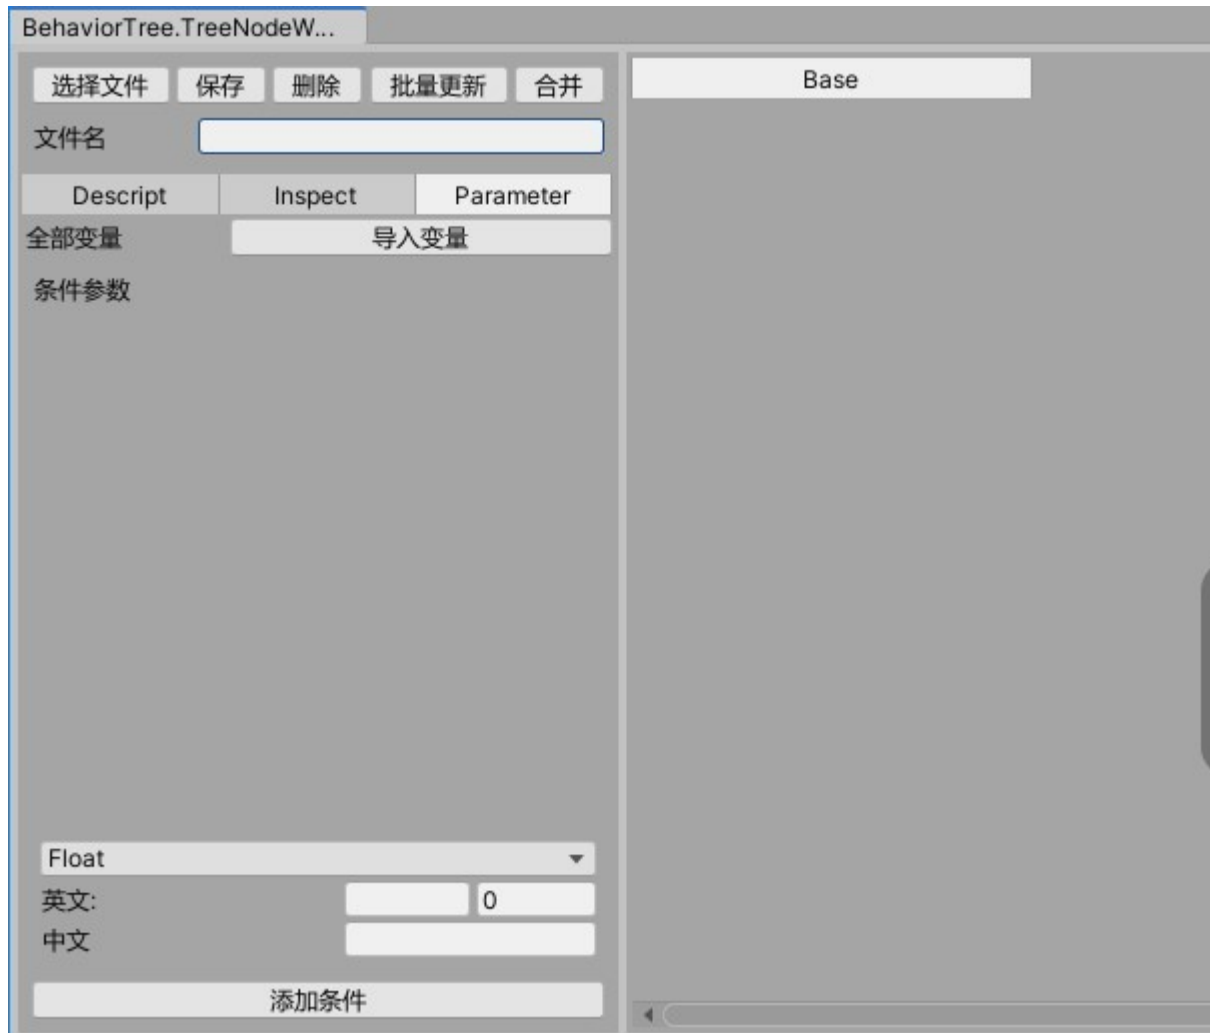 BehaviorTree.TreeNodeW...
选择文件 保存 删除 批量更新 合并
文件名
Descript Inspect Parameter
全部变量 导入变量
条件参数
Float
英文: 0
中文
添加条件
Base